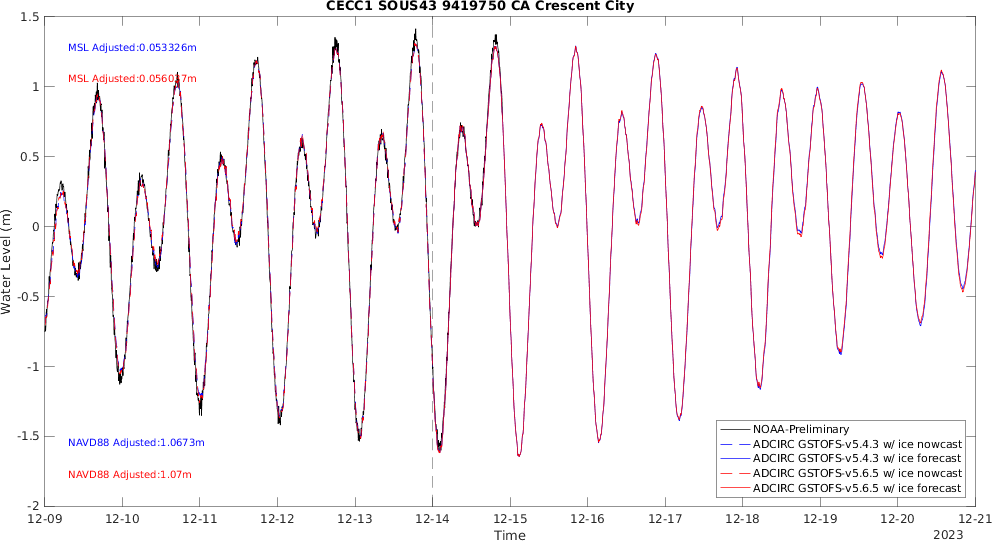 CECC1 SOUS43 9419750 CA Crescent City
MSL Adjusted:0.053326m
MSL Adjusted:
NAVD88 Adjusted:1.0673m
NAVD88 Adjusted:1.07m
Water Level (m)
1.5
1
0.5
0
-0.5
-1
-1.5
-2
NOAA-Preliminary
ADCIRC GSTOFS-v5.4.3 w/ ice nowcast
ADCIRC GSTOFS-v5.4.3 w/ ice forecast
ADCIRC GSTOFS-v5.6.5 w/ ice nowcast
ADCIRC GSTOFS-v5.6.5 w/ ice forecast
12-09 12-10 12-11 12-12 12-13 12-14 12-15 12-16 12-17 12-18 12-19 12-20 12-21
Time
2023